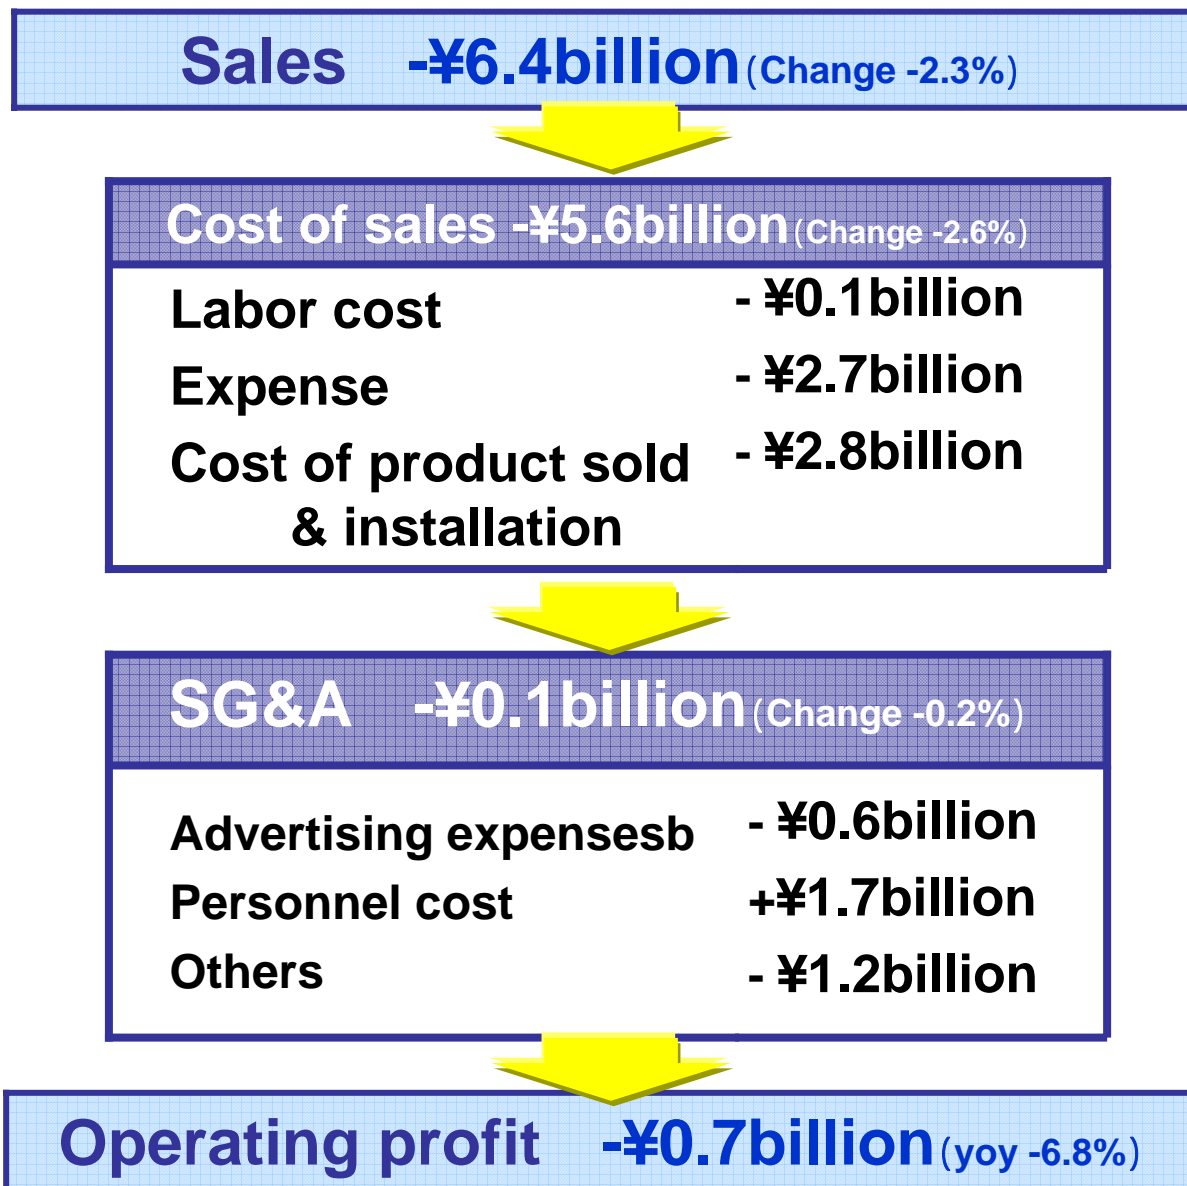 Sales -¥6.4billion(Change -2.3%)
Cost of sales -¥5.6billion(Change -2.6%)
Labor cost - ¥0.1billion
Expense - ¥2.7billion
Cost of product sold - ¥2.8billion
& installation
SG&A -¥0.1billion(Change -0.2%)
Advertising expensesb - ¥0.6billion
Personnel cost +¥1.7billion
Others - ¥1.2billion
Operating profit -¥0.7billion(yoy -6.8%)